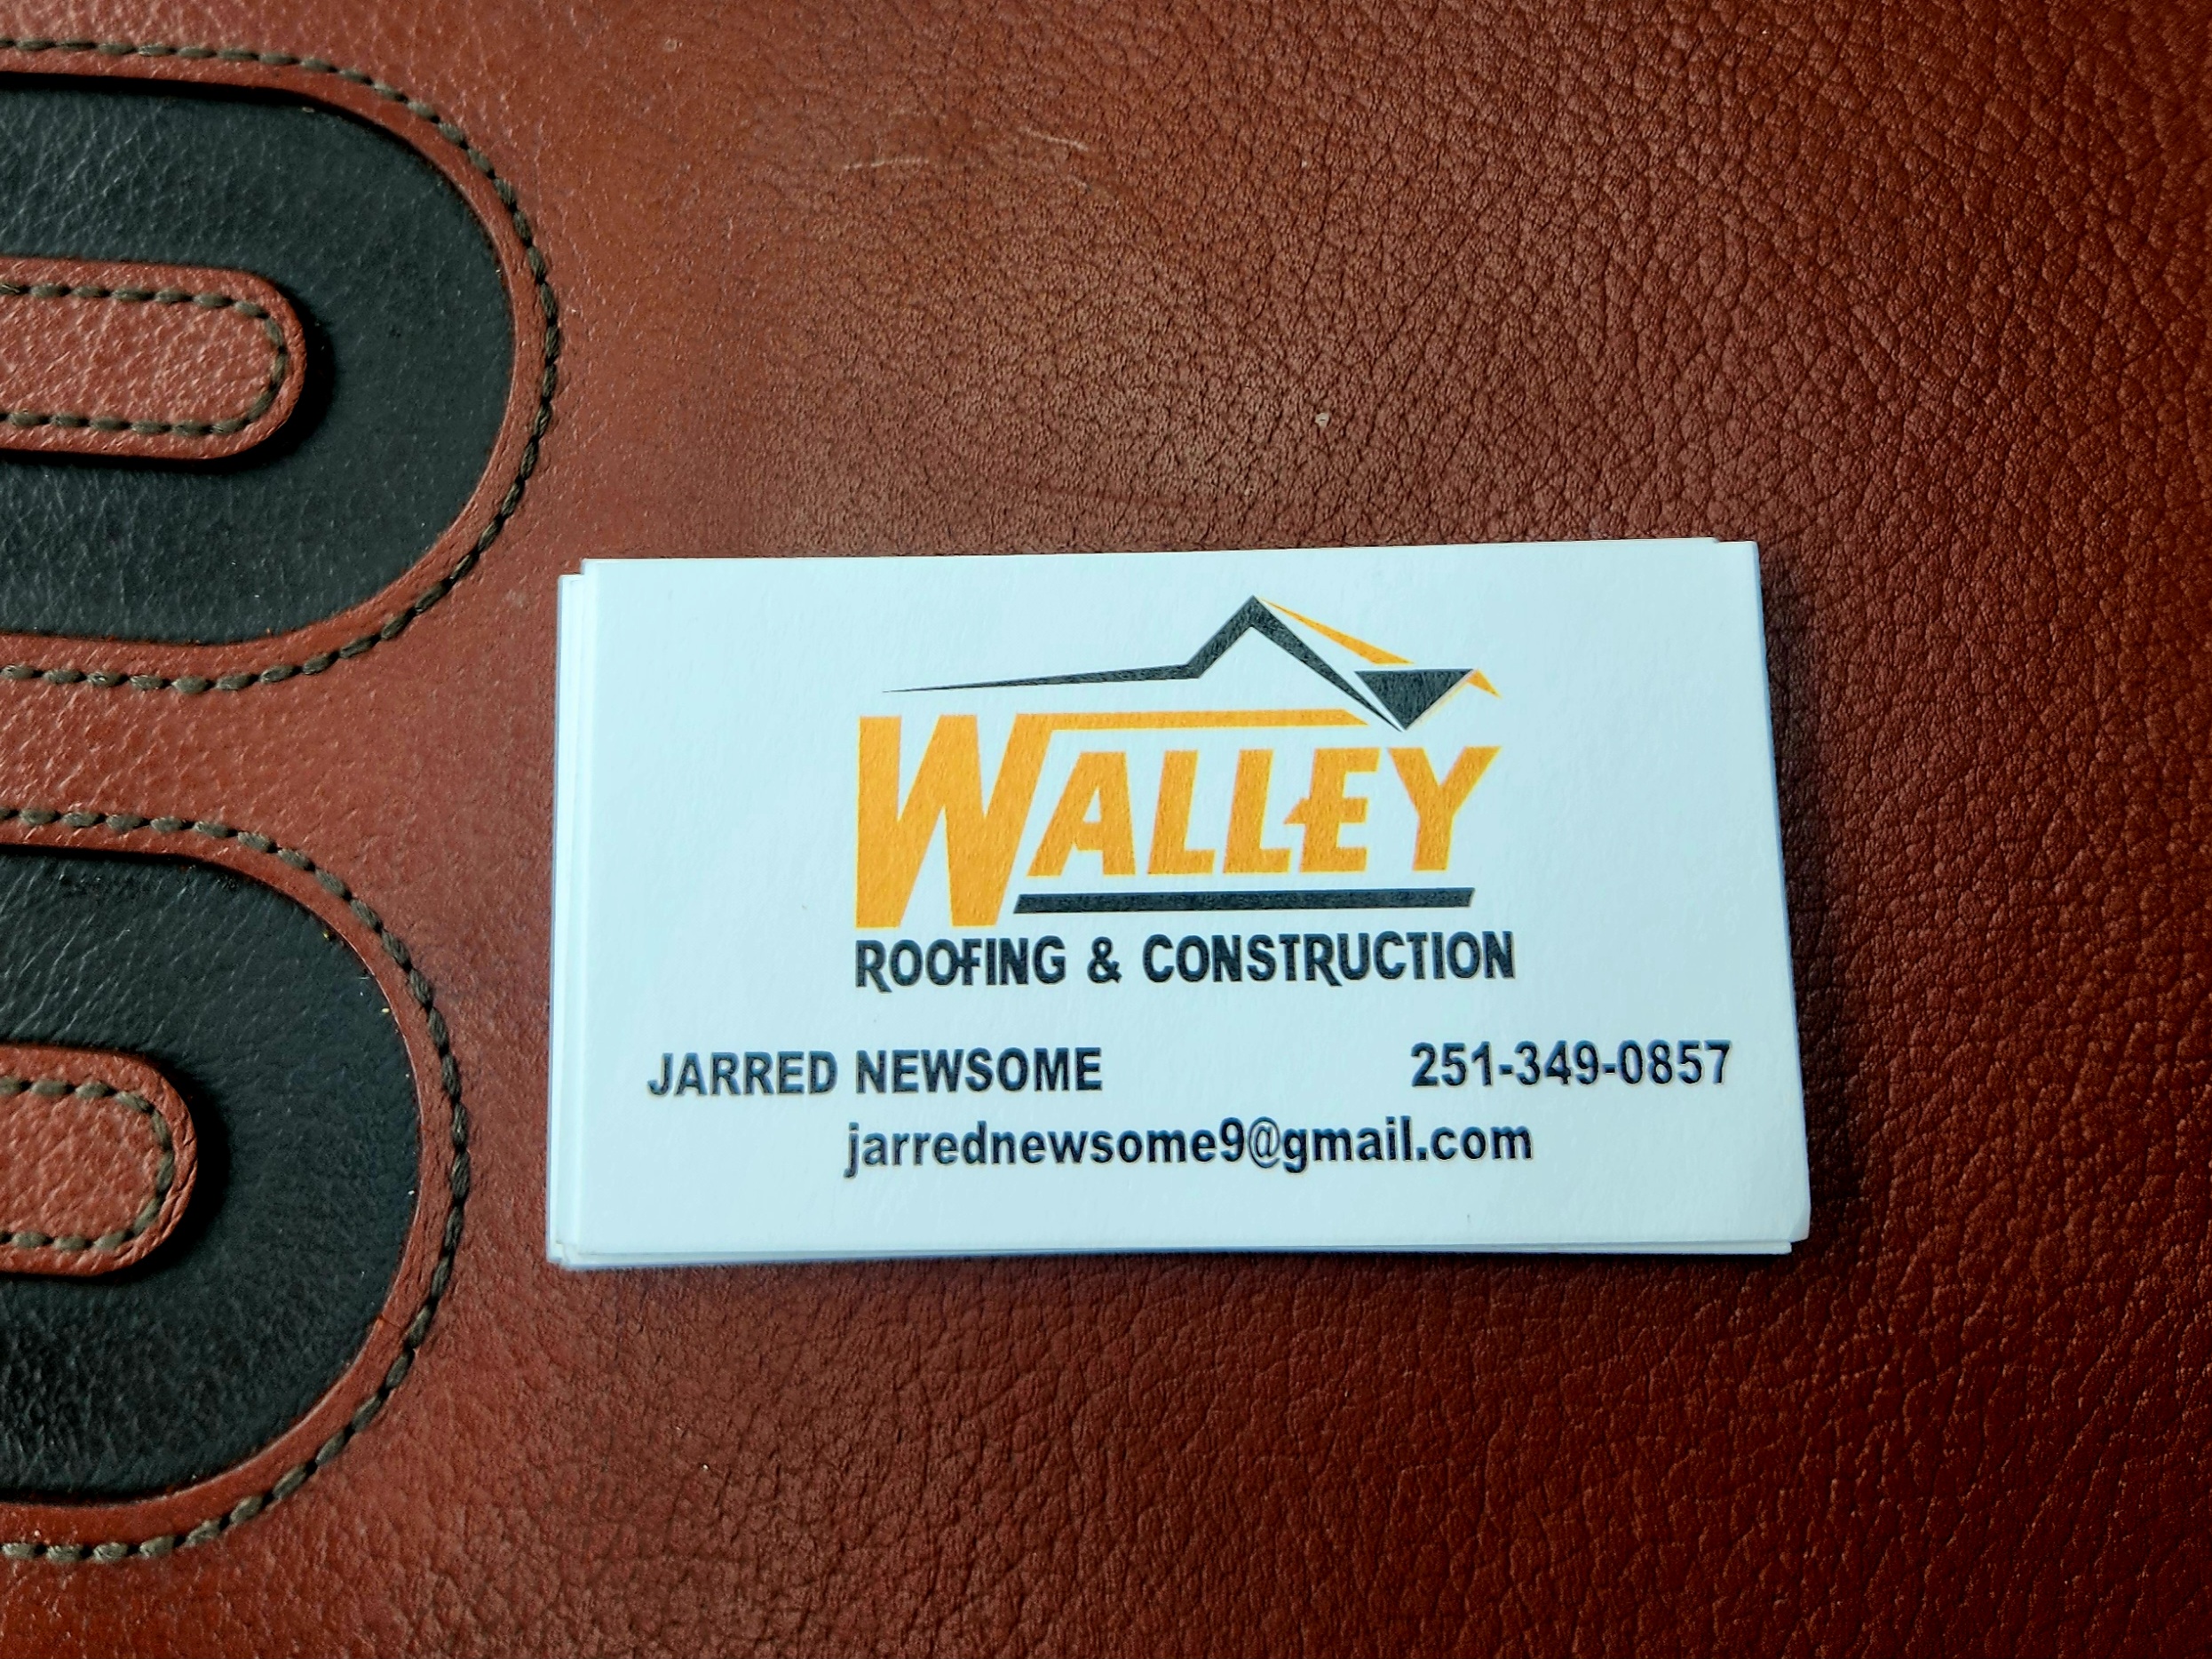 WALLEY
ROOFING & CONSTRUCTION
JARRED NEWSOME 251-349-0857
jarrednewsome9@gmail.com